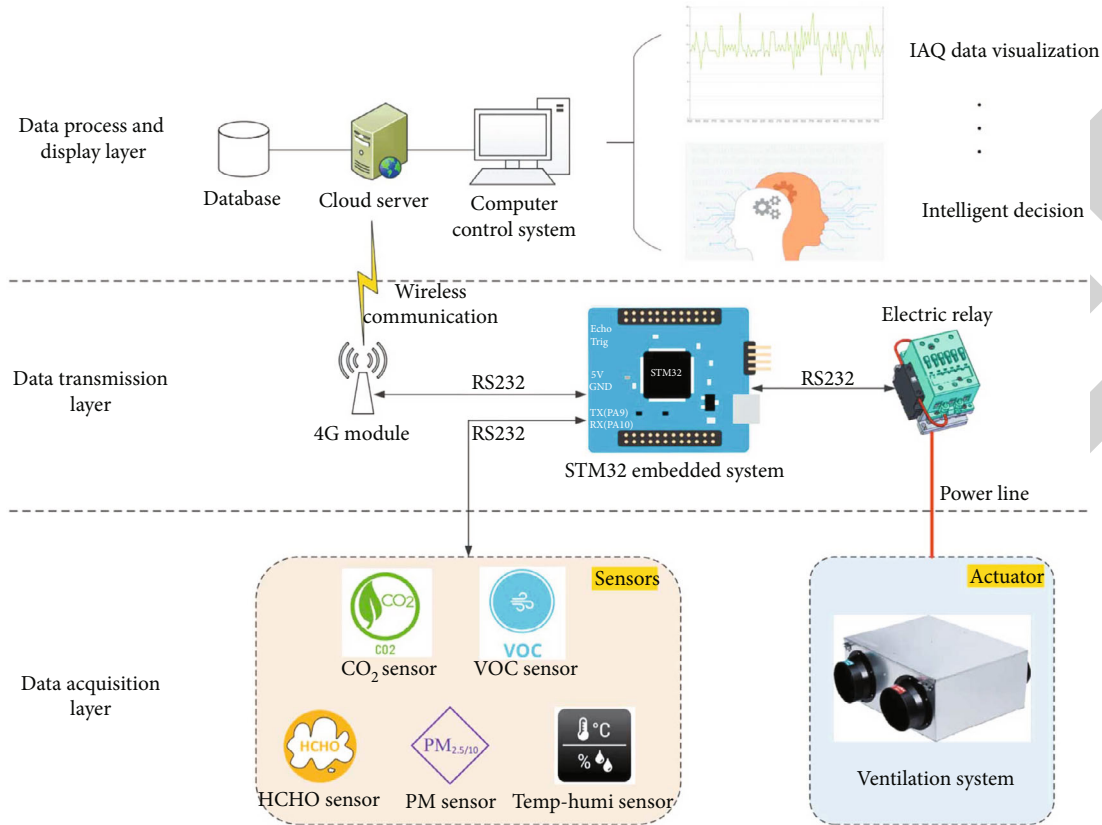 IAQ data visualization
Data process and
display layer
Database
Cloud server
Computer
control system
Intelligent decision
Wireless
communication
Electric relay
Echo
Trig
5V
GND
STM32
TX(PA9)
RX(PA10)
Data transmission
layer
RS232
RS232
RS232
4G module
STM32 embedded system
Power line
Sensors
Actuator
CO2
CO2
CO₂ sensor
VOC
VOC sensor
Data acquisition
layer
HCHO
HCHO sensor
PM2.5/10
PM sensor
°C
%
Temp-humi sensor
Ventilation system